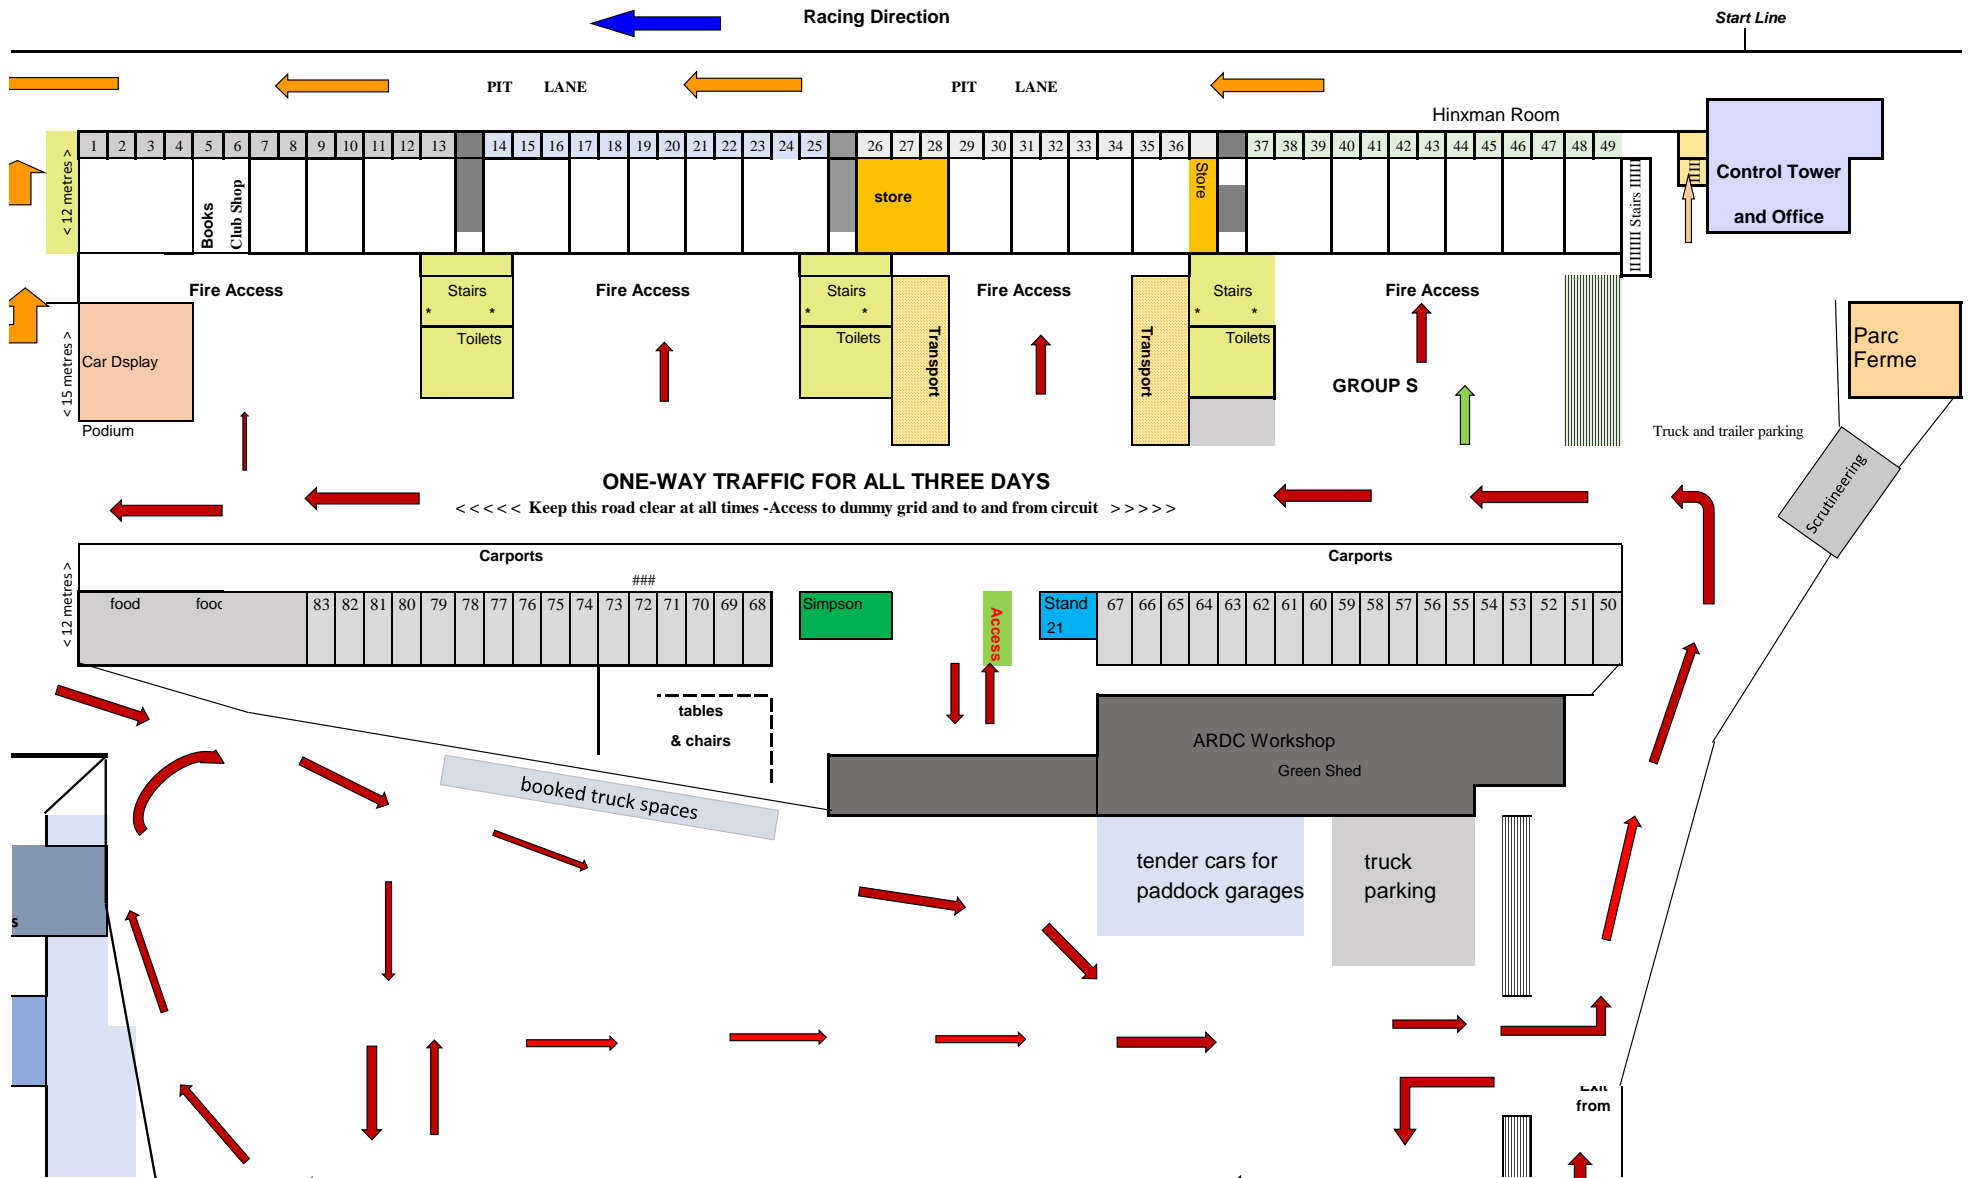 Racing Direction
Start Line
PIT LANE
PIT LANE
Hinxman Room
1 2 3 4 5 6 7 8 9 10 11 12 13 14 15 16 17 18 19 20 21 22 23 24 25 26 27 28 29 30 31 32 33 34 35 36 37 38 39 40 41 42 43 44 45 46 47 48 49
< 12 metres >
Books
Club Shop
store
Store
IIIIIII Stairs IIIII
IIIII
Control Tower
and Office
Fire Access
Stairs
* *
Toilets
Fire Access
Stairs
* *
Toilets
Transport
Fire Access
Transport
Stairs
* *
Toilets
Fire Access
GROUP S
< 15 metres >
Car Dsplay
Podium
Parc
Ferme
Truck and trailer parking
Scrutineering
ONE-WAY TRAFFIC FOR ALL THREE DAYS
< < < < < Keep this road clear at all times -Access to dummy grid and to and from circuit > > > > >
Carports
Carports
###
< 12 metres >
food
83 82 81 80 79 78 77 76 75 74 73 72 71 70 69 68
Simpson
Access
Stand
21
67 66 65 64 63 62 61 60 59 58 57 56 55 54 53 52 51 50
tables
& chairs
booked truck spaces
ARDC Workshop
Green Shed
tender cars for
paddock garages
truck
parking
s
Exit
from